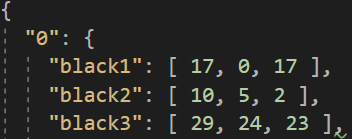 {
"0": {
"black1": [ 17, 0, 17 ],
"black2": [ 10, 5, 2 ],
"black3": [ 29, 24, 23 ],